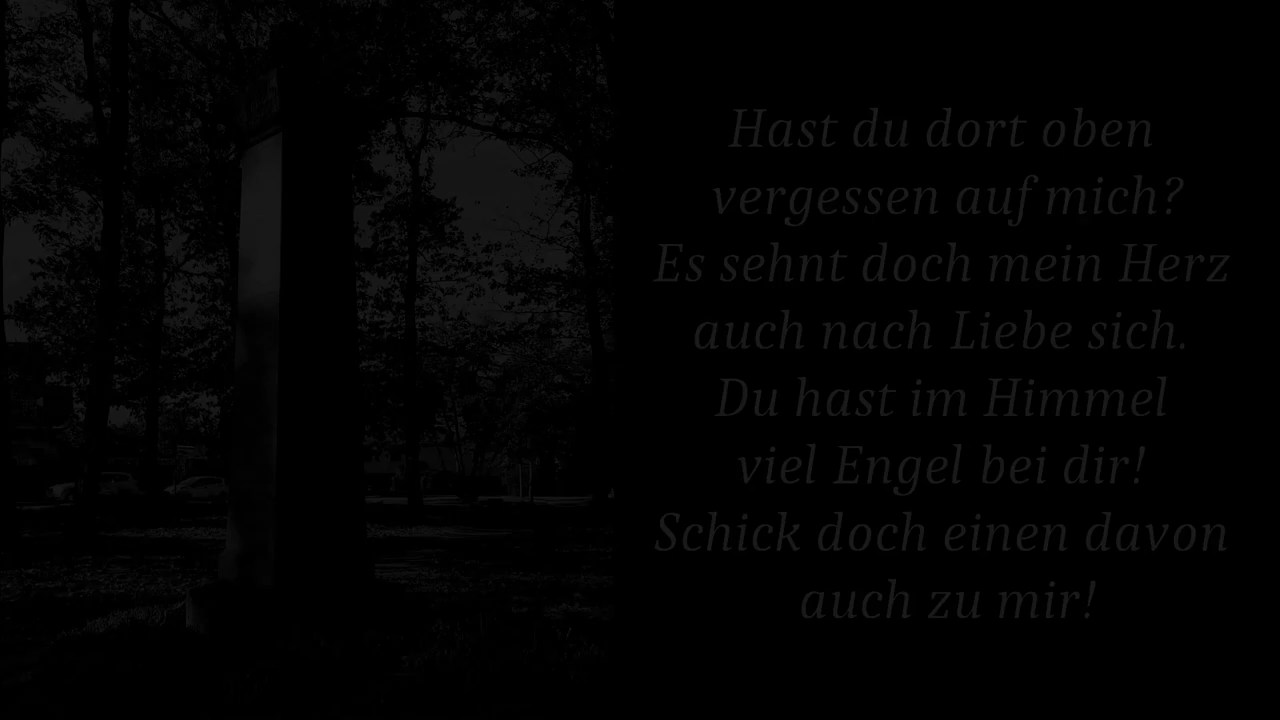 Hast du dort oben
vergessen auf mich?
Es sehnt doch mein Herz
auch nach Liebe sich.
Du hast im Himmel
viel Engel bei dir!
Schick doch einen davon
auch zu mir!